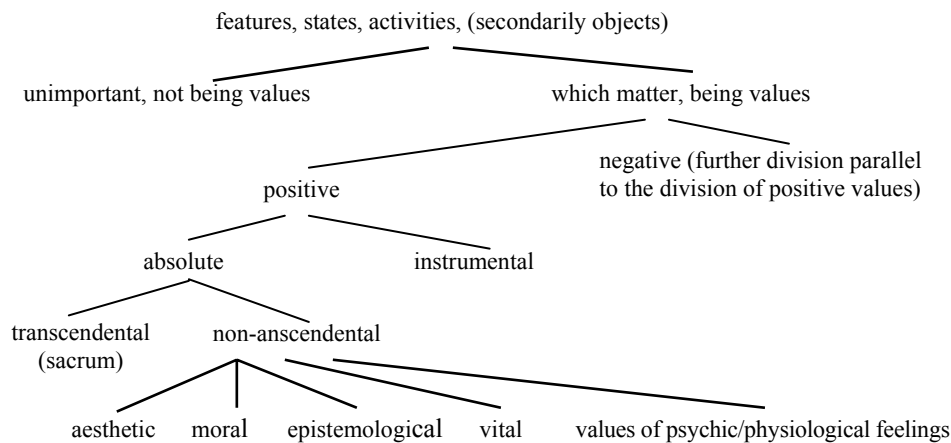 features, states, activities, (secondarily objects)
unimportant, not being values
which matter, being values
negative (further division parallel
to the division of positive values)
positive
absolute
instrumental
transcendental
(sacrum)
non-anscendental
aesthetic
moral
epistemological
vital
values of psychic/physiological feelings